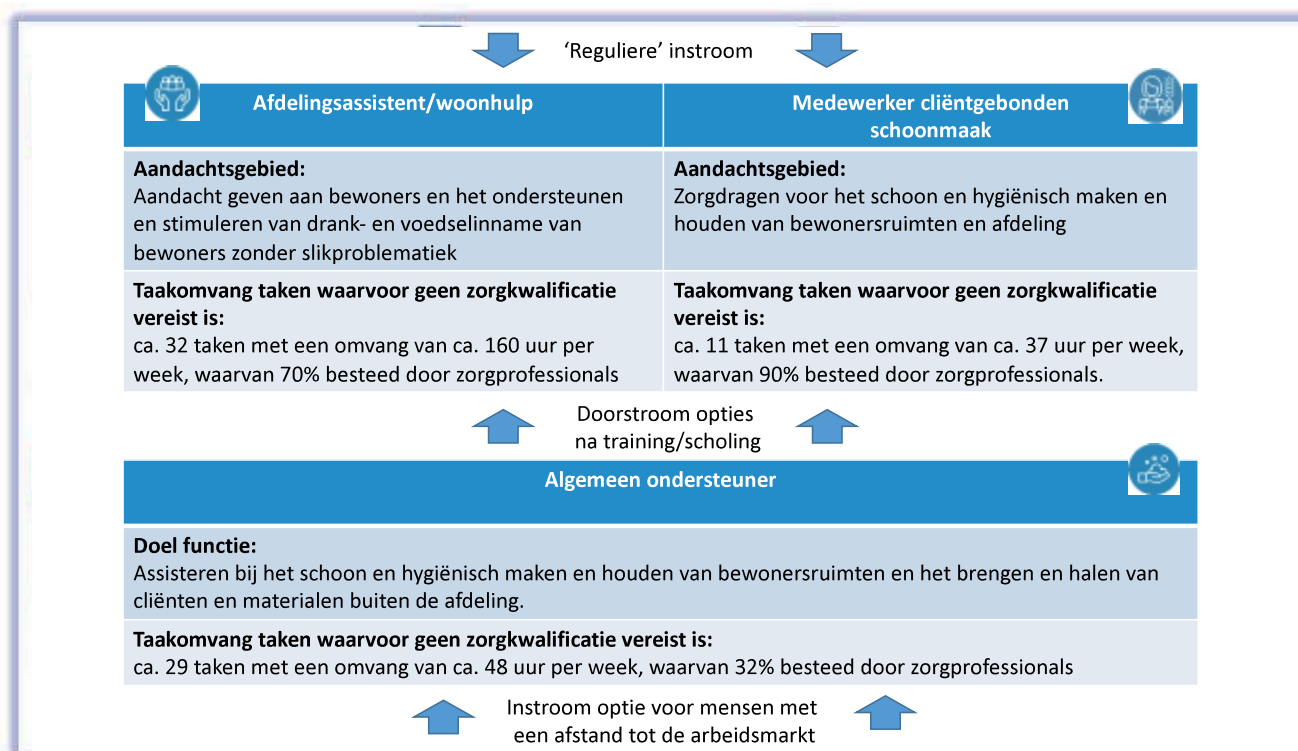 ‘Reguliere’ instroom
Afdelingsassistent/woonhulp
Medewerker cliëntgebonden
schoonmaak
Aandachtsgebied:
Aandacht geven aan bewoners en het ondersteunen
en stimuleren van drank- en voedselinname van
bewoners zonder slikproblematiek
Aandachtsgebied:
Zorgdragen voor het schoon en hygiënisch maken en
houden van bewonersruimten en afdeling
Taakomvang taken waarvoor geen zorgkwalificatie
vereist is:
ca. 32 taken met een omvang van ca. 160 uur per
week, waarvan 70% besteed door zorgprofessionals
Taakomvang taken waarvoor geen zorgkwalificatie
vereist is:
ca. 11 taken met een omvang van ca. 37 uur per week,
waarvan 90% besteed door zorgprofessionals.
Doorstroom opties
na training/scholing
Algemeen ondersteuner
Doel functie:
Assisteren bij het schoon en hygiënisch maken en houden van bewonersruimten en het brengen en halen van
cliënten en materialen buiten de afdeling.
Taakomvang taken waarvoor geen zorgkwalificatie vereist is:
ca. 29 taken met een omvang van ca. 48 uur per week, waarvan 32% besteed door zorgprofessionals
Instroom optie voor mensen met
een afstand tot de arbeidsmarkt